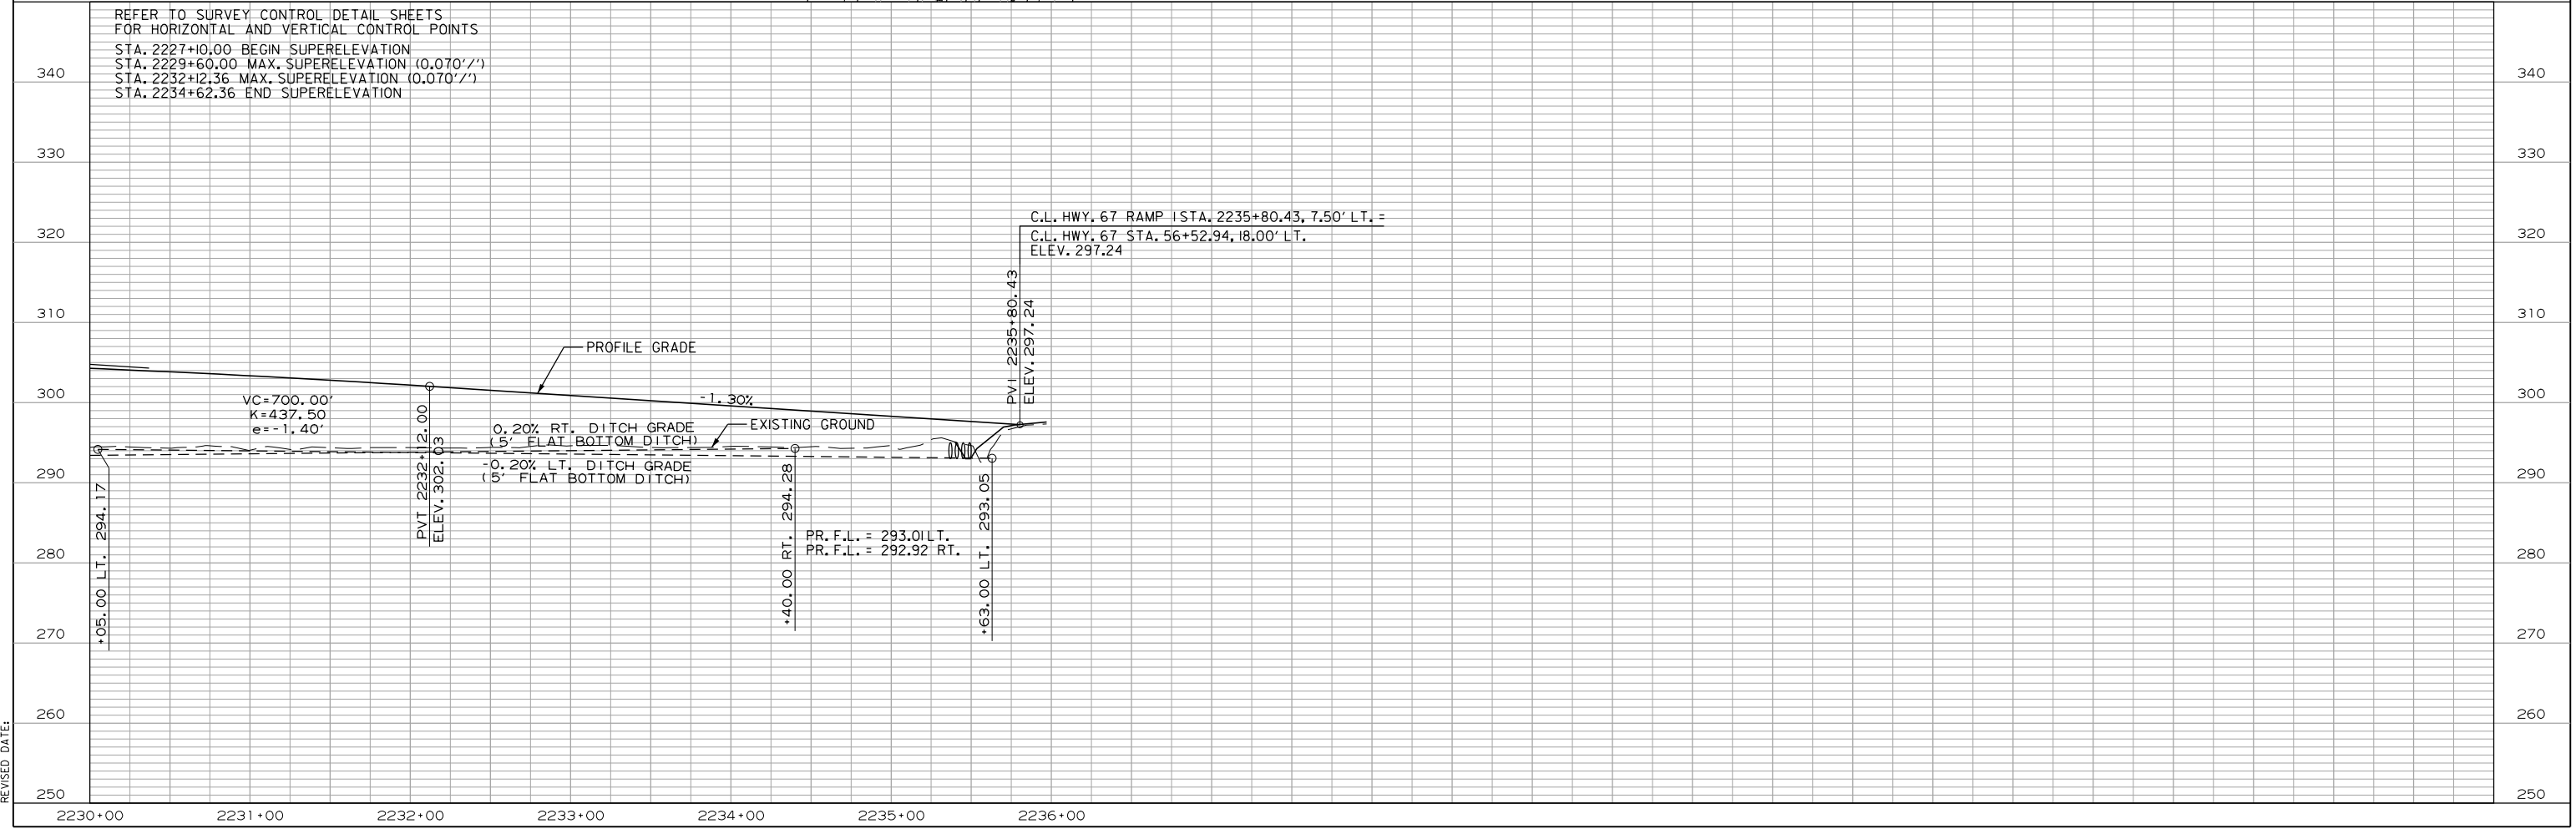 REFER TO SURVEY CONTROL DETAIL SHEETS
FOR HORIZONTAL AND VERTICAL CONTROL POINTS
STA. 2227+10.00 BEGIN SUPERELEVATION
STA. 2229+60.00 MAX. SUPERELEVATION (0.070'/')
STA. 2232+12.36 MAX. SUPERELEVATION (0.070'/')
STA. 2234+62.36 END SUPERELEVATION
340 340
330 330
320 320
310 310
300 300
290 290
280 280
270 270
260 260
250 250
C.L. HWY. 67 RAMP 1 STA. 2235+80.43, 7.50' LT. =
C.L. HWY. 67 STA. 56+52.94, 18.00' LT.
ELEV. 297.24
PVI 2235+80.43
ELEV. 297.24
PROFILE GRADE
-1.30%
VC=700.00'
K=437.50
e=-1.40'
PVT 2232+12.00
ELEV. 302.03
0.20% RT. DITCH GRADE
(5' FLAT BOTTOM DITCH)
EXISTING GROUND
-0.20% LT. DITCH GRADE
(5' FLAT BOTTOM DITCH)
+05.00 LT. 294.17
+40.00 RT. 294.28
PR. F.L. = 293.01 LT.
PR. F.L. = 292.92 RT.
+63.00 LT. 293.05
REVISED DATE:
2230+00 2231+00 2232+00 2233+00 2234+00 2235+00 2236+00